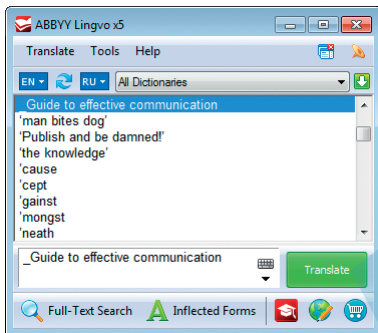 ABBYY Lingvo x5
Translate Tools Help
EN RU All Dictionaries
_Guide to effective communication
'man bites dog'
'Publish and be damned!'
'the knowledge'
'cause
'cept
'gainst
'mongst
'neath
_Guide to effective communication
Translate
Full-Text Search A Inflected Forms